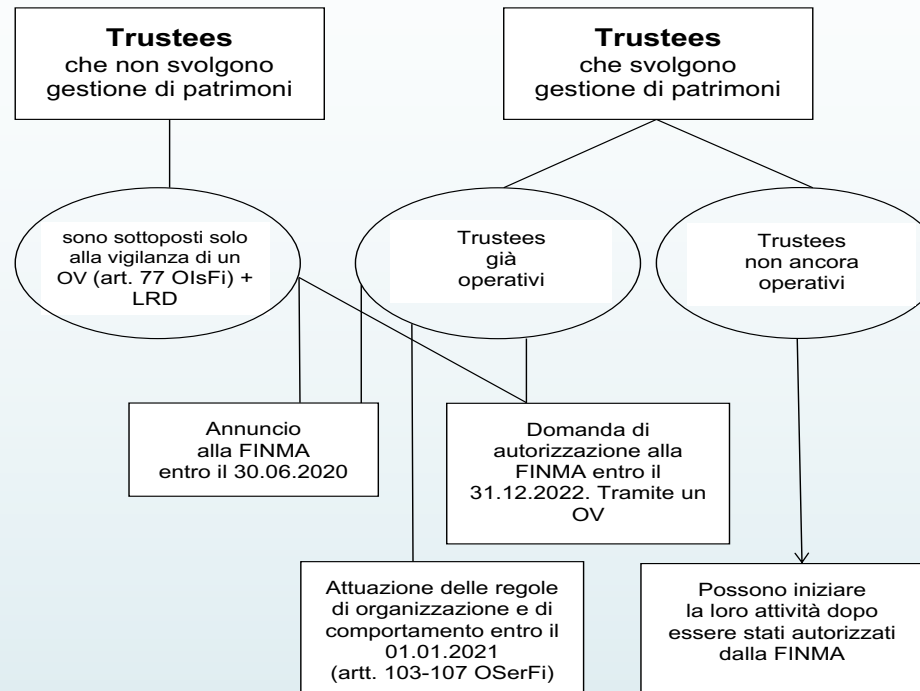 Trustees
che non svolgono
gestione di patrimoni
Trustees
che svolgono
gestione di patrimoni
sono sottoposti solo
alla vigilanza di un
OV (art. 77 OIsFi) +
LRD
Trustees
già
operativi
Trustees
non ancora
operativi
Annuncio
alla FINMA
entro il 30.06.2020
Domanda di
autorizzazione alla
FINMA entro il
31.12.2022. Tramite un
OV
Attuazione delle regole
di organizzazione e di
comportamento entro il
01.01.2021
(artt. 103-107 OSerFi)
Possono iniziare
la loro attività dopo
essere stati autorizzati
dalla FINMA